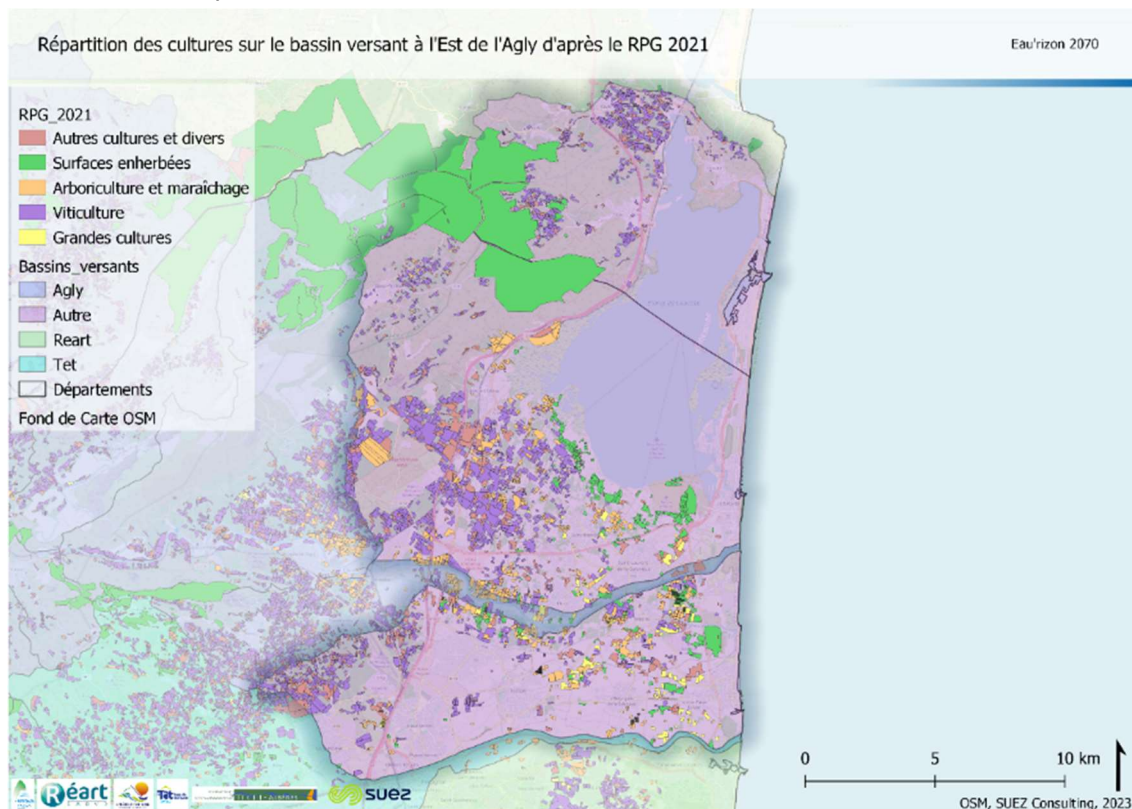 Répartition des cultures sur le bassin versant à l'Est de l'Agly d'après le RPG 2021
Eau'rizon 2070
RPG_2021
Autres cultures et divers
Surfaces enherbées
Arboriculture et maraîchage
Viticulture
Grandes cultures
Bassins_versants
Agly
Autre
Reart
Tet
Départements
Fond de Carte OSM
0 5 10 km
Réart
Tet
suez
OSM, SUEZ Consulting, 2023